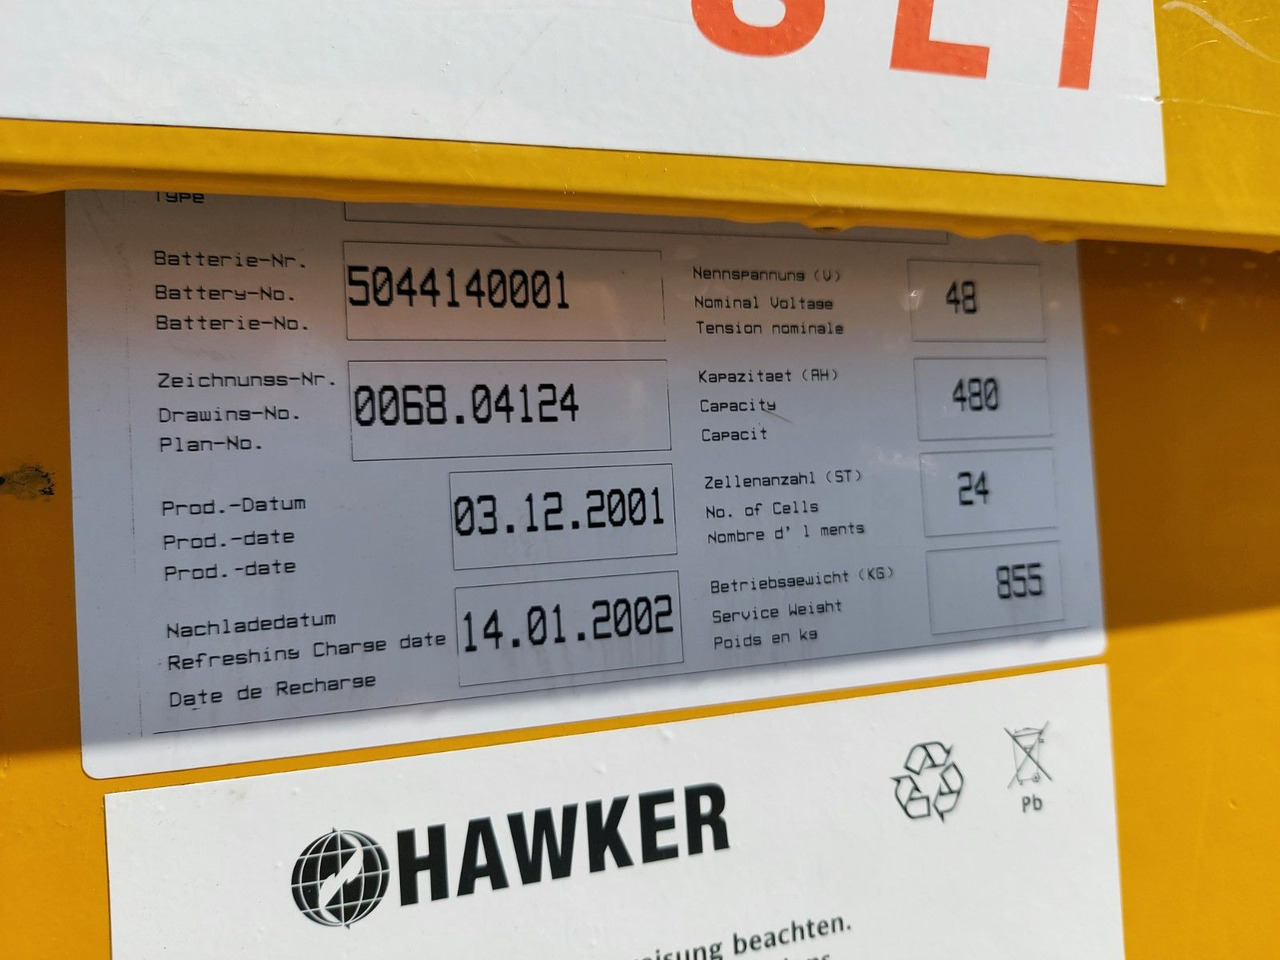 Type
Batterie-Nr.
Battery-No.
Batterie-No.
5044140001
Nennspannung (V)
Nominal Voltage
Tension nominale
48
Zeichnungs-Nr.
Drawing-No.
Plan-No.
0068.04124
Kapazitaet (AH)
Capacity
Capacit
480
Prod.-Datum
Prod.-date
Prod.-date
03.12.2001
Zellenanzahl (ST)
No. of Cells
Nombre d' l ments
24
Nachladedatum
Refreshing Charge date
Date de Recharge
14.01.2002
Betriebsgewicht (KG)
Service Weight
Poids en kg
855
HAWKER
Pb
beachten.